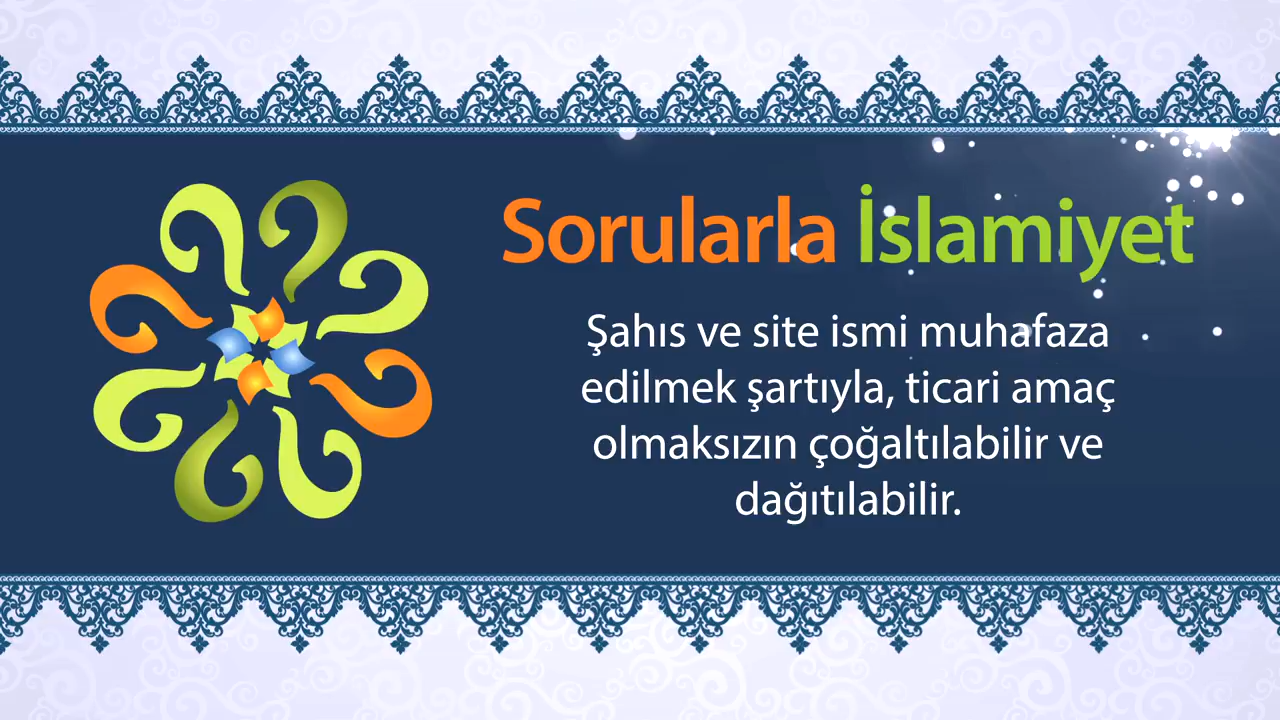 Sorularla İslamiyet
Şahıs ve site ismi muhafaza
edilmek şartıyla, ticari amaç
olmaksızın çoğaltılabilir ve
dağıtılabilir.